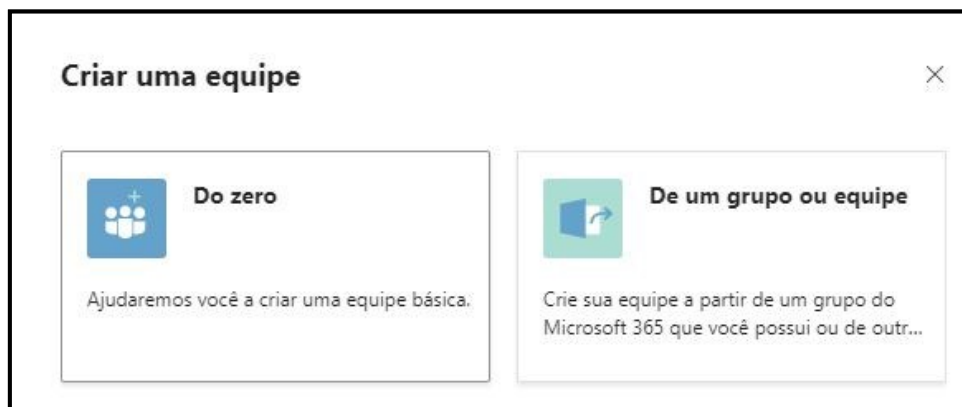 Criar uma equipe
Do zero
Ajudaremos você a criar uma equipe básica.
De um grupo ou equipe
Crie sua equipe a partir de um grupo do
Microsoft 365 que você possui ou de outr...